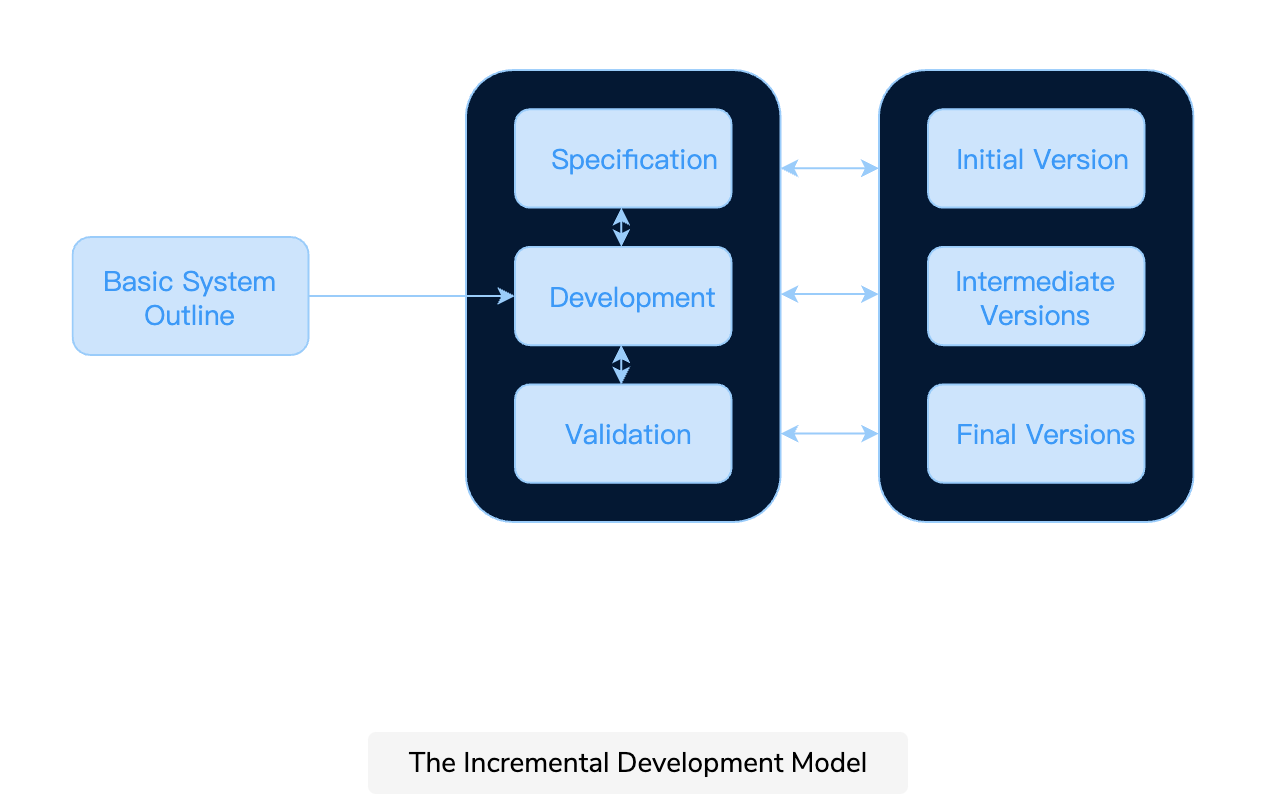 Basic System
Outline
Specification
Development
Validation
Initial Version
Intermediate
Versions
Final Versions
The Incremental Development Model